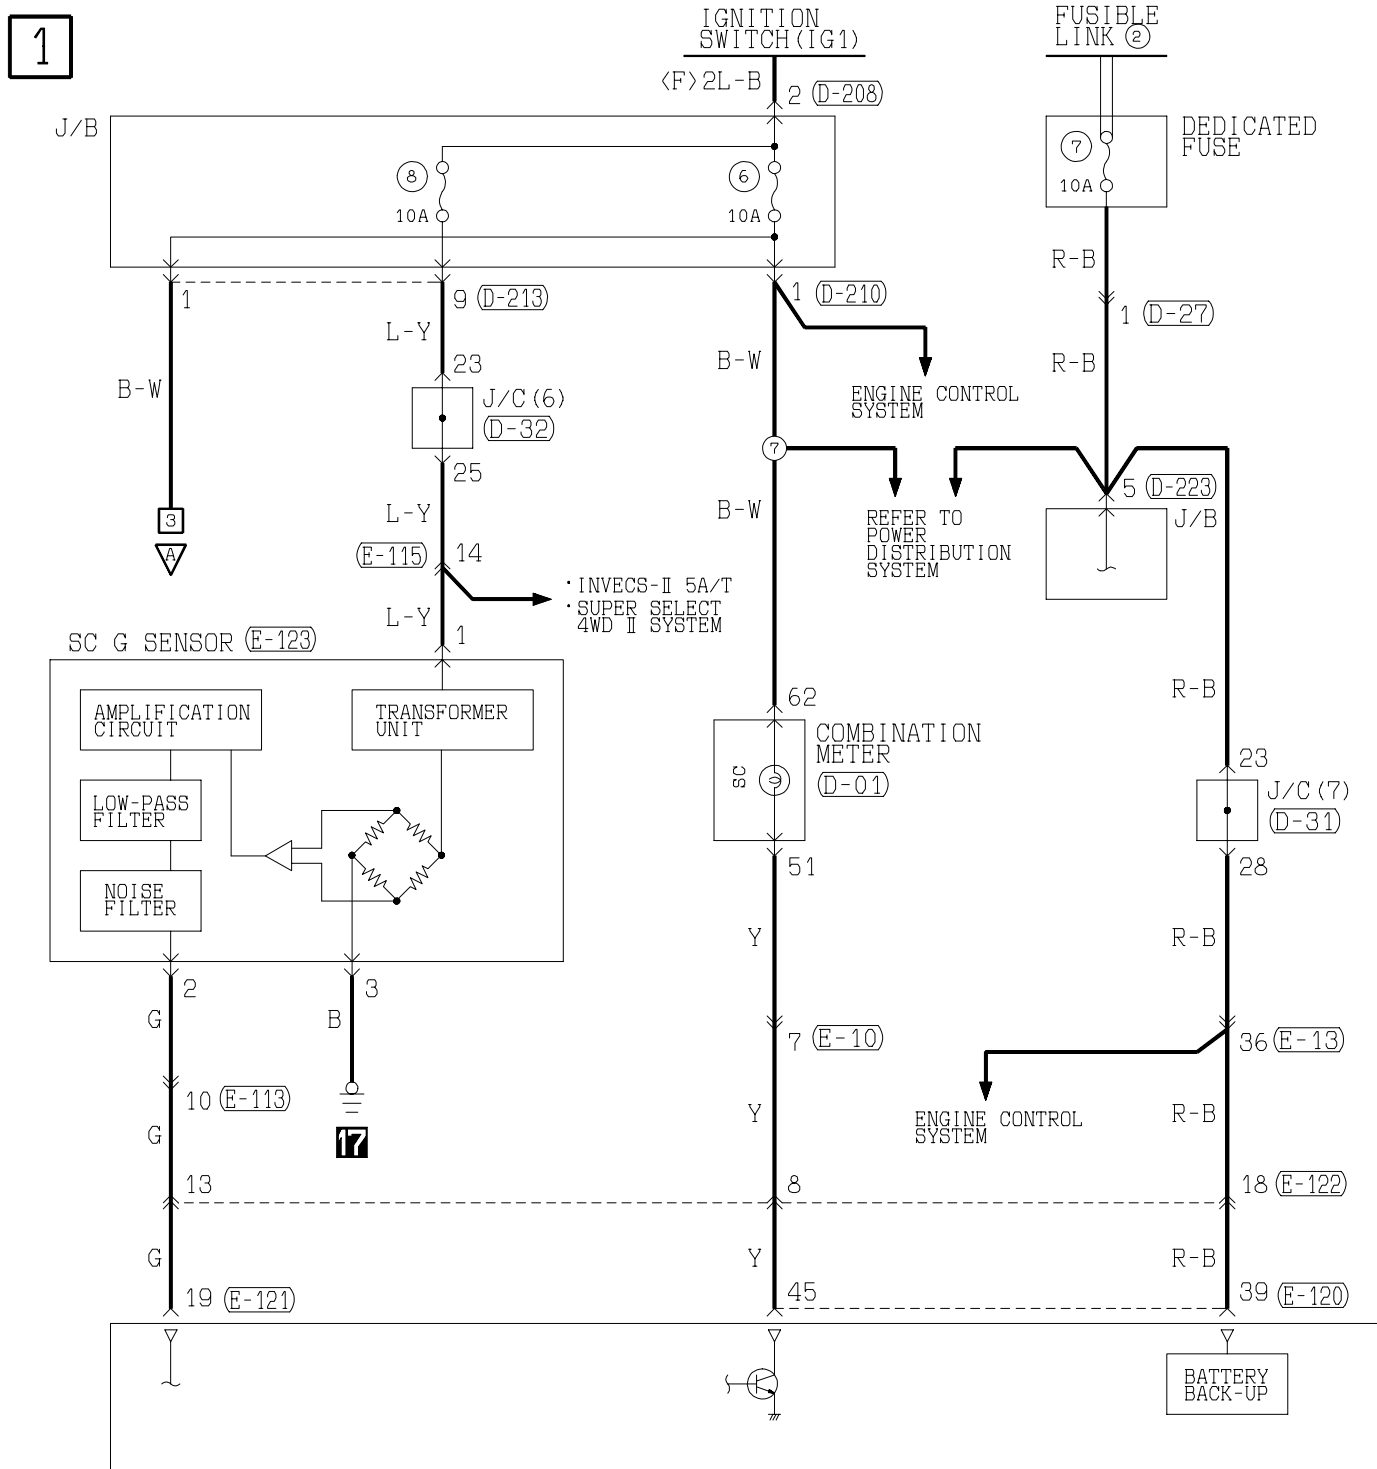 1
IGNITION
SWITCH(IG1)
FUSIBLE
LINK ②
<F>2L-B
2 (D-208)
J/B
DEDICATED
FUSE
8
10A
6
10A
7
10A
R-B
1
9 (D-213)
1 (D-210)
1 (D-27)
L-Y
B-W
R-B
23
B-W
J/C(6)
(D-32)
ENGINE CONTROL
SYSTEM
7
25
5 (D-223)
L-Y
B-W
3
A
REFER TO
POWER
DISTRIBUTION
SYSTEM
J/B
(E-115) 14
·INVECS-Ⅱ 5A/T
·SUPER SELECT
4WD Ⅱ SYSTEM
L-Y
1
SC G SENSOR (E-123)
R-B
62
AMPLIFICATION
CIRCUIT
TRANSFORMER
UNIT
COMBINATION
METER
(D-01)
SC
23
J/C(7)
(D-31)
LOW-PASS
FILTER
51
28
NOISE
FILTER
Y
R-B
2
3
G
B
7 (E-10)
36 (E-13)
10 (E-113)
17
G
Y
ENGINE CONTROL
SYSTEM
R-B
13
8
18 (E-122)
G
Y
R-B
19 (E-121)
45
39 (E-120)
BATTERY
BACK-UP